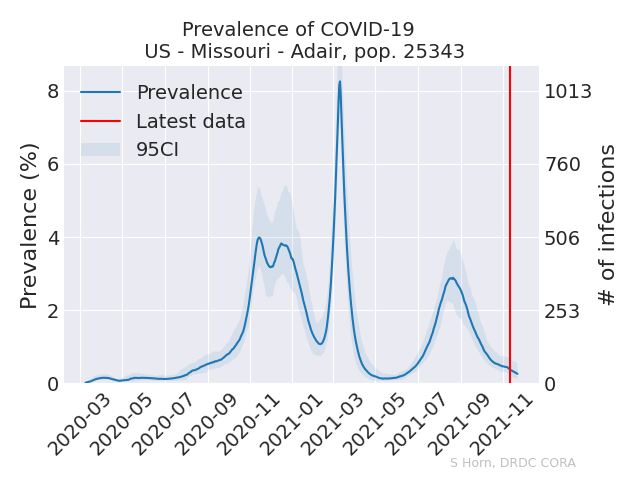 Prevalence of COVID-19
US - Missouri - Adair, pop. 25343
Prevalence (%)
8
6
4
2
0
Prevalence
Latest data
95CI
1013
760
506
253
0
# of infections
2020-03
2020-05
2020-07
2020-09
2020-11
2021-01
2021-03
2021-05
2021-07
2021-09
2021-11
S Horn, DRDC CORA